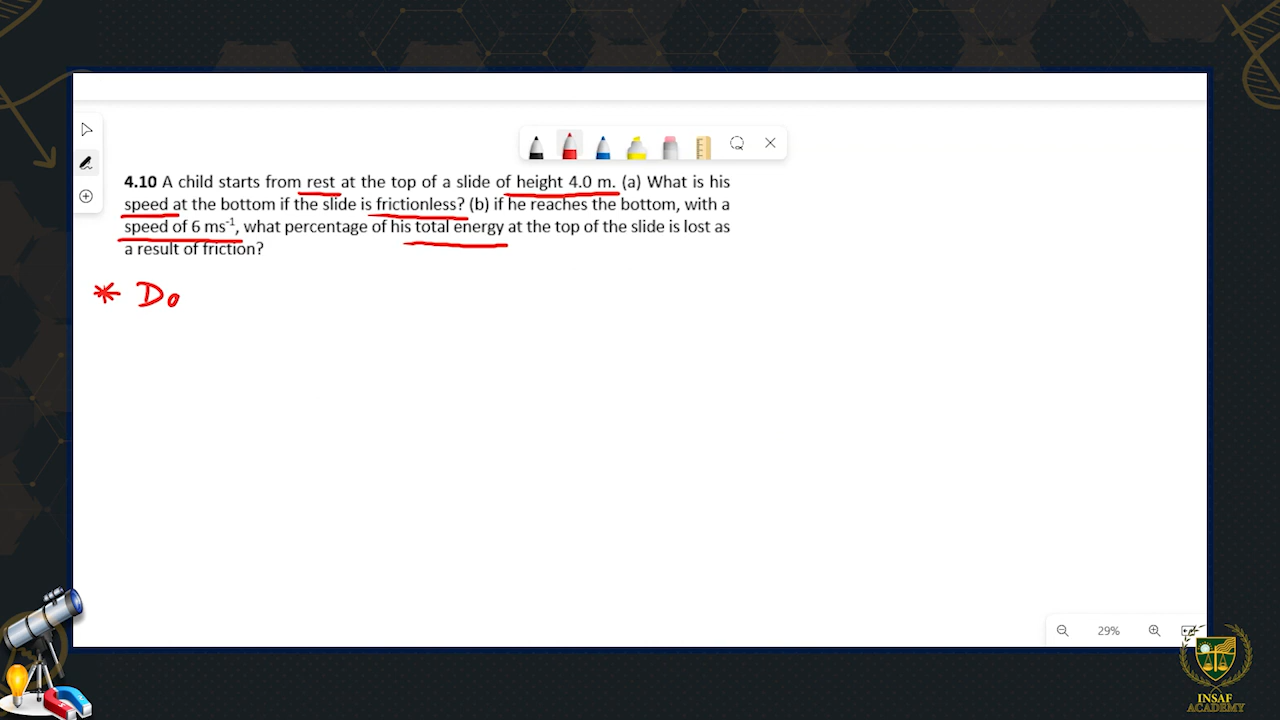 4.10 A child starts from rest at the top of a slide of height 4.0 m. (a) What is his
speed at the bottom if the slide is frictionless? (b) if he reaches the bottom, with a
speed of 6 ms⁻¹, what percentage of his total energy at the top of the slide is lost as
a result of friction?
* Do
29%
INSAF
ACADEMY